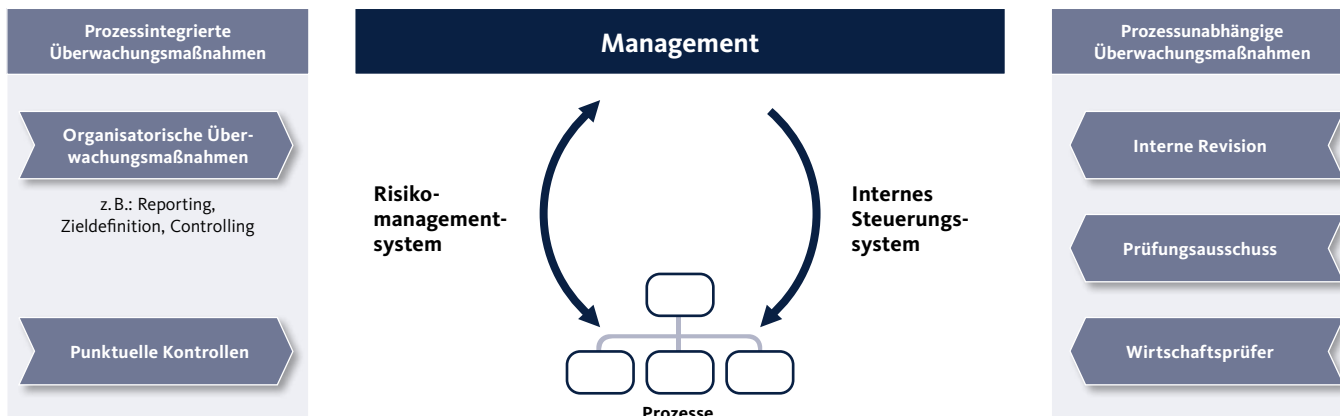 Prozessintegrierte
Überwachungsmaßnahmen
Organisatorische Über-
wachungsmaßnahmen
z. B.: Reporting,
Zieldefinition, Controlling
Punktuelle Kontrollen
Management
Risiko-
management-
system
Internes
Steuerungs-
system
Prozesse
Prozessunabhängige
Überwachungsmaßnahmen
Interne Revision
Prüfungsausschuss
Wirtschaftsprüfer